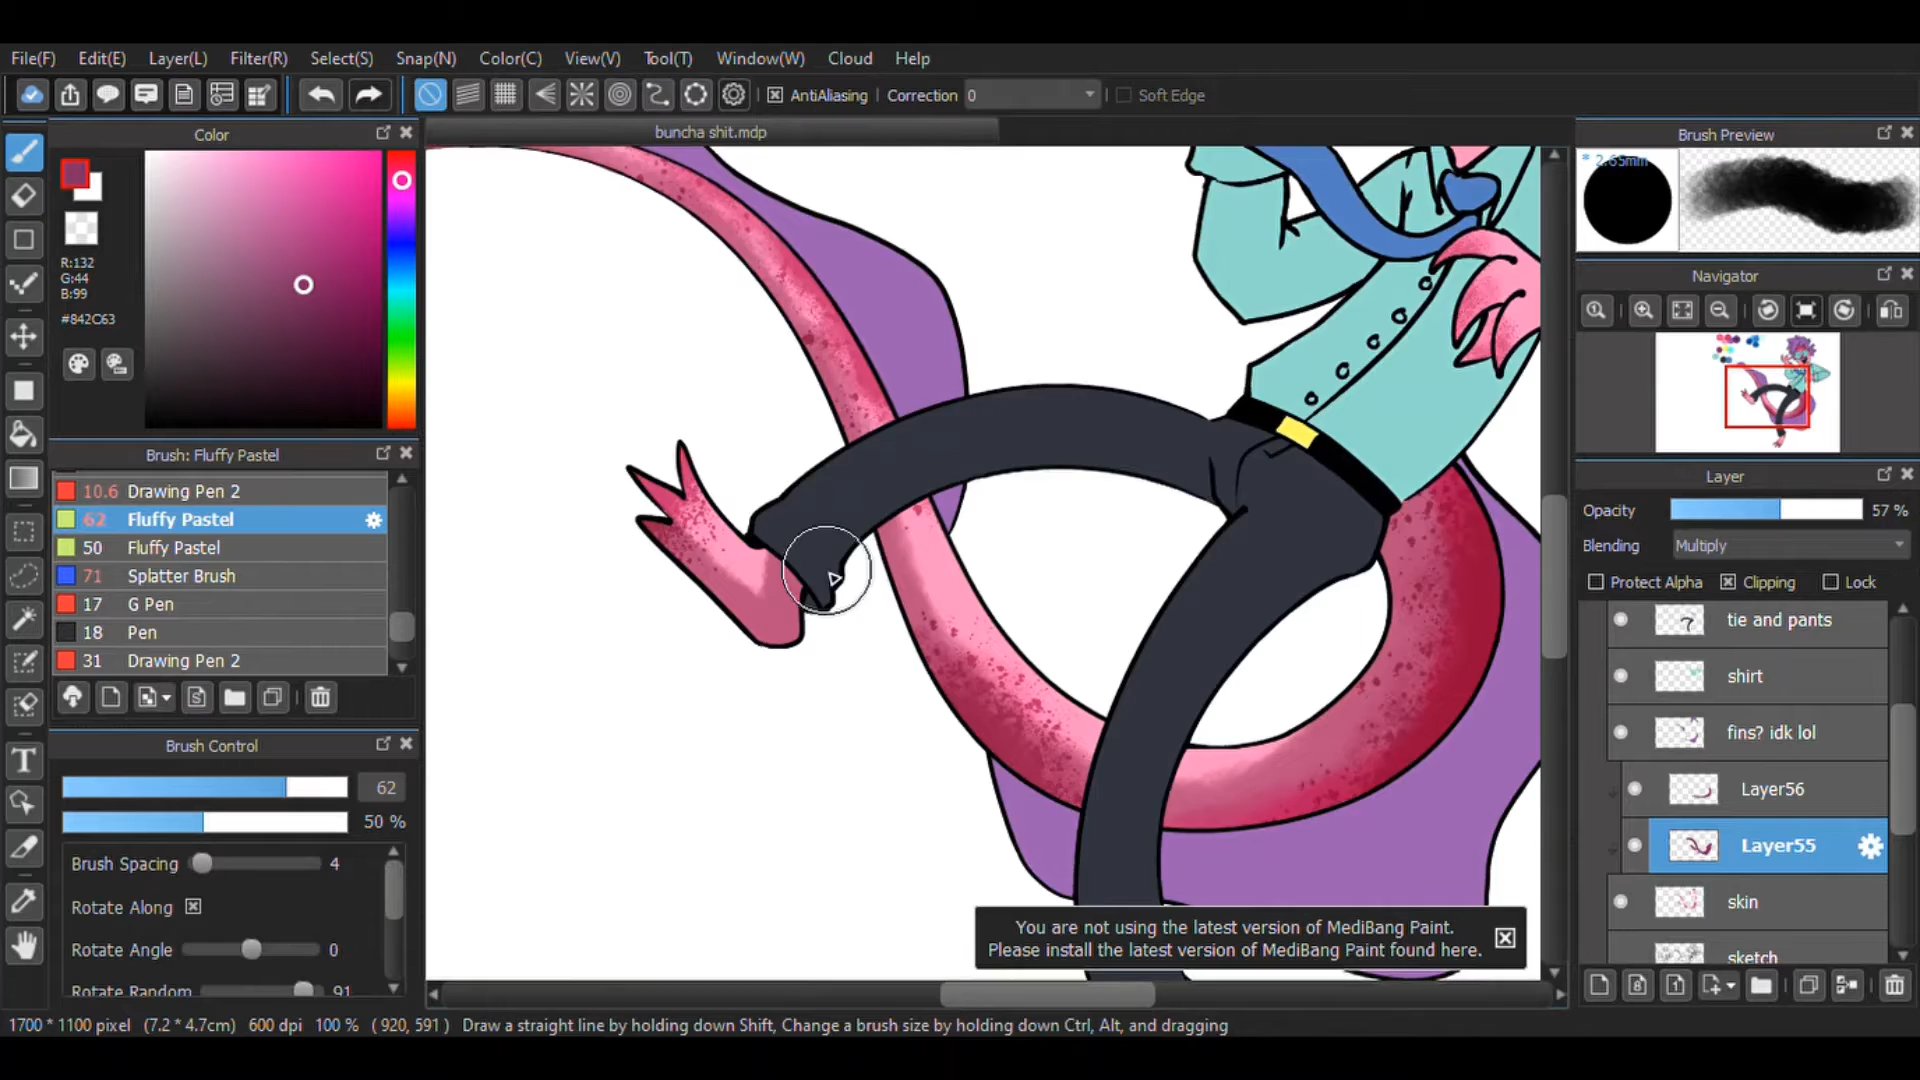 File(F) Edit(E) Layer(L) Filter(R) Select(S) Snap(N) Color(C) View(V) Tool(T) Window(W) Cloud Help
AntiAliasing Correction 0 Soft Edge
Color
buncha shit.mdp
Brush Preview
* 2.65mm
R:132
G:44
B:99
#842C63
Navigator
Brush: Fluffy Pastel
10.6 Drawing Pen 2
62 Fluffy Pastel
50 Fluffy Pastel
71 Splatter Brush
17 G Pen
18 Pen
31 Drawing Pen 2
Layer
Opacity 57 %
Blending Multiply
Protect Alpha Clipping Lock
tie and pants
shirt
fins? idk lol
Layer56
Layer55
skin
sketch
Brush Control
62
50 %
Brush Spacing 4
Rotate Along
Rotate Angle 0
Rotate Random 91
You are not using the latest version of MediBang Paint.
Please install the latest version of MediBang Paint found here.
1700 * 1100 pixel (7.2 * 4.7cm) 600 dpi 100 % ( 920, 591 ) Draw a straight line by holding down Shift, Change a brush size by holding down Ctrl, Alt, and dragging